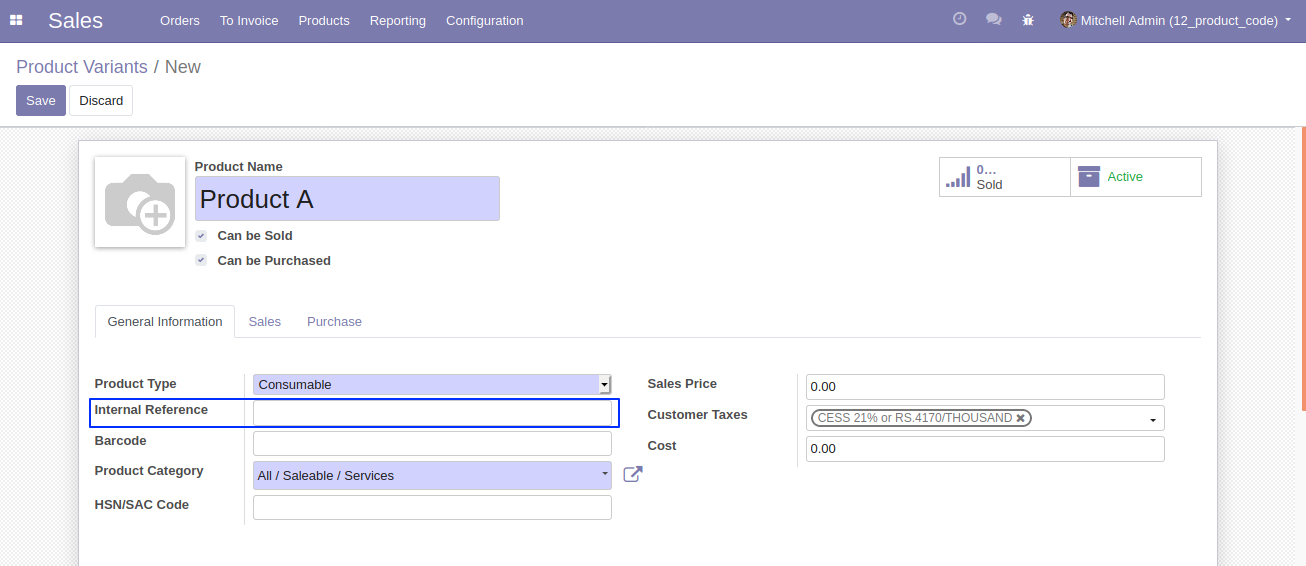 Sales Orders To Invoice Products Reporting Configuration Mitchell Admin (12_product_code)
Product Variants / New
Save Discard
Product Name
Product A
Can be Sold
Can be Purchased
0...
Sold
Active
General Information Sales Purchase
Product Type Consumable
Internal Reference
Barcode
Product Category All / Saleable / Services
HSN/SAC Code
Sales Price 0.00
Customer Taxes CESS 21% or RS.4170/THOUSAND
Cost 0.00